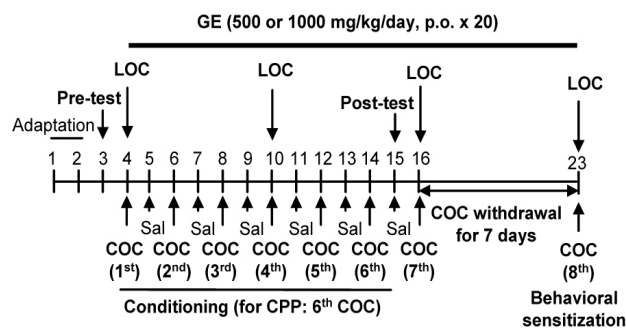 GE (500 or 1000 mg/kg/day, p.o. x 20)
LOC LOC LOC LOC
Pre-test Post-test
Adaptation
1 2 3 4 5 6 7 8 9 10 11 12 13 14 15 16 23
Sal Sal Sal Sal Sal Sal
COC COC COC COC COC COC COC COC
(1st) (2nd) (3rd) (4th) (5th) (6th) (7th) (8th)
COC withdrawal
for 7 days
Conditioning (for CPP: 6th COC)
Behavioral
sensitization